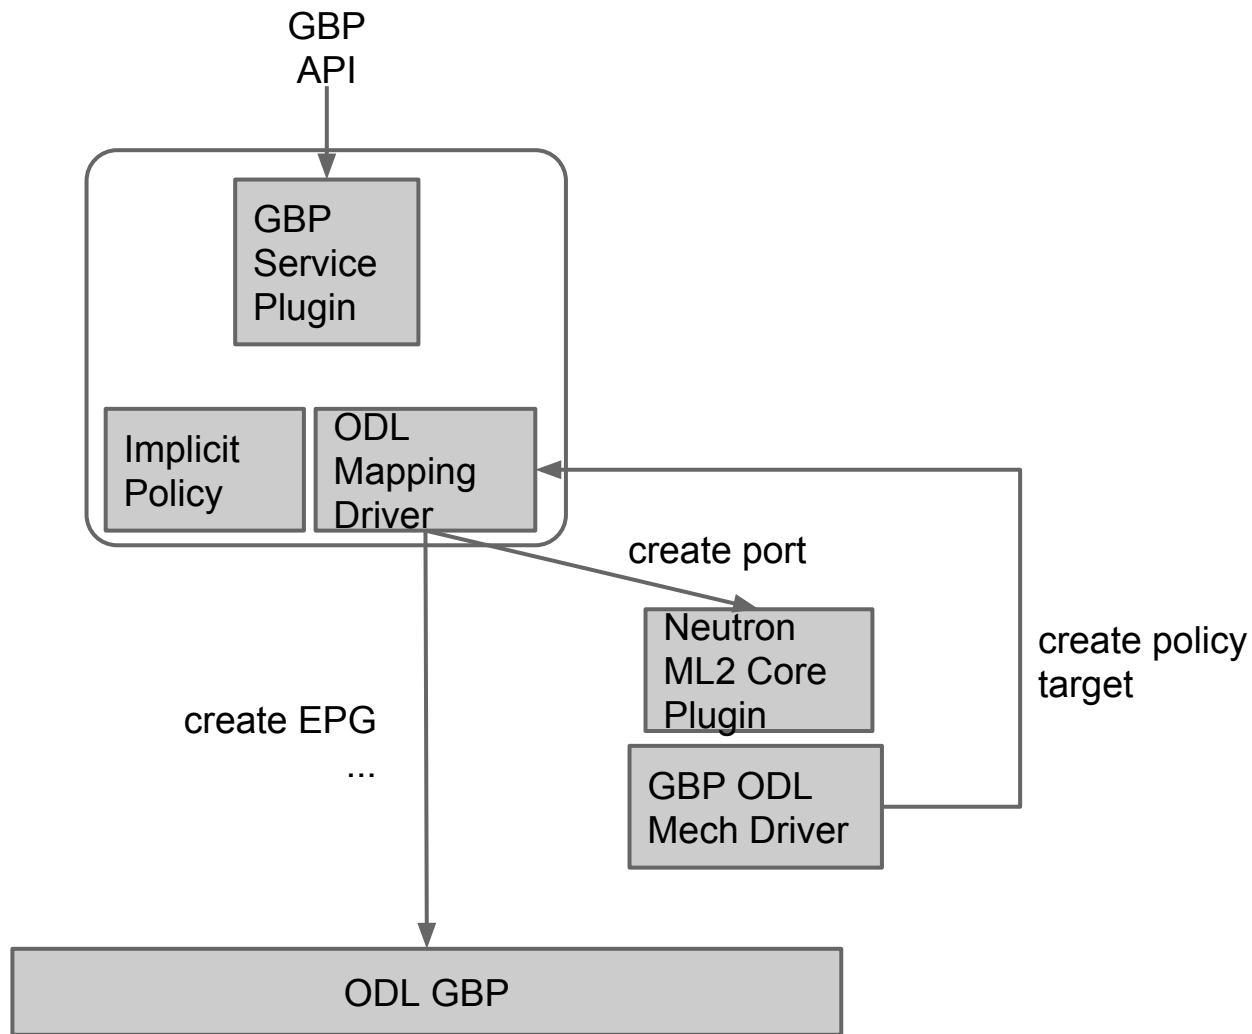 GBP
API
GBP
Service
Plugin
Implicit
Policy
ODL
Mapping
Driver
create port
Neutron
ML2 Core
Plugin
create policy
target
create EPG
...
GBP ODL
Mech Driver
ODL GBP